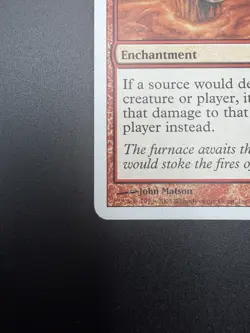 Enchantment
If a source would de
creature or player, it
that damage to that
player instead.
The furnace awaits th
would stoke the fires of
John Matson